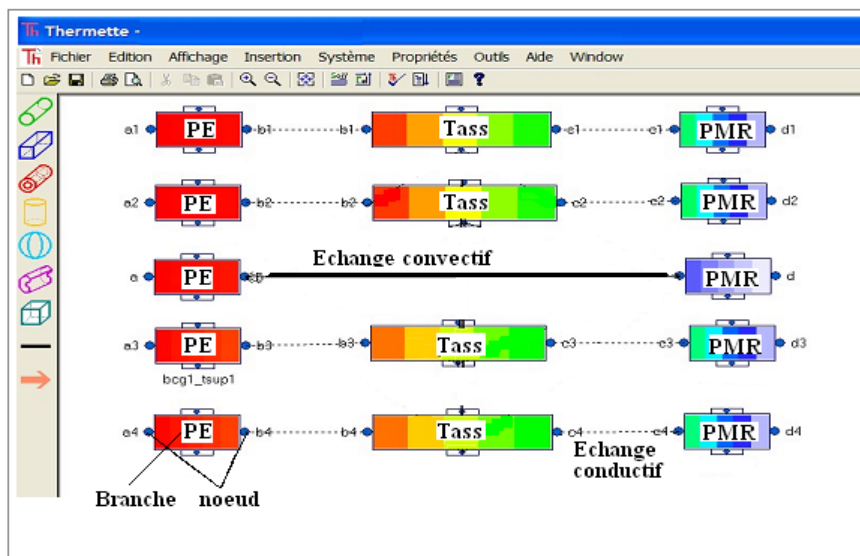 Thermette -
Fichier Edition Affichage Insertion Système Propriétés Outils Aide Window
a1 PE b1 b1 Tass c1 c1 PMR d1
a2 PE b2 b2 Tass c2 c2 PMR d2
Echange convectif
a PE PMR d
a3 PE b3 b3 Tass c3 c3 PMR d3
bcg1_tsup1
a4 PE b4 b4 Tass c4 c4 PMR d4
Echange
conductif
Branche noeud